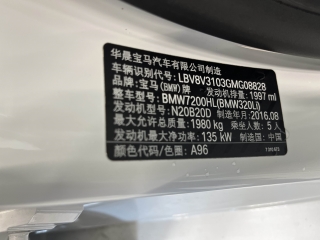 华晨宝马汽车有限公司制造
车辆识别代号: LBV8V3103GMG08828
品牌: 宝马(BMW)牌 发动机排量: 1997 ml
整车型号: BMW7200HL(BMW320Li)
发动机型号: N20B20D 制造年月: 2016.08
最大允许总质量: 1980 kg 乘坐人数: 5人
发动机最大净功率: 135 kW 制造国: 中国
颜色代码/色圈: A96